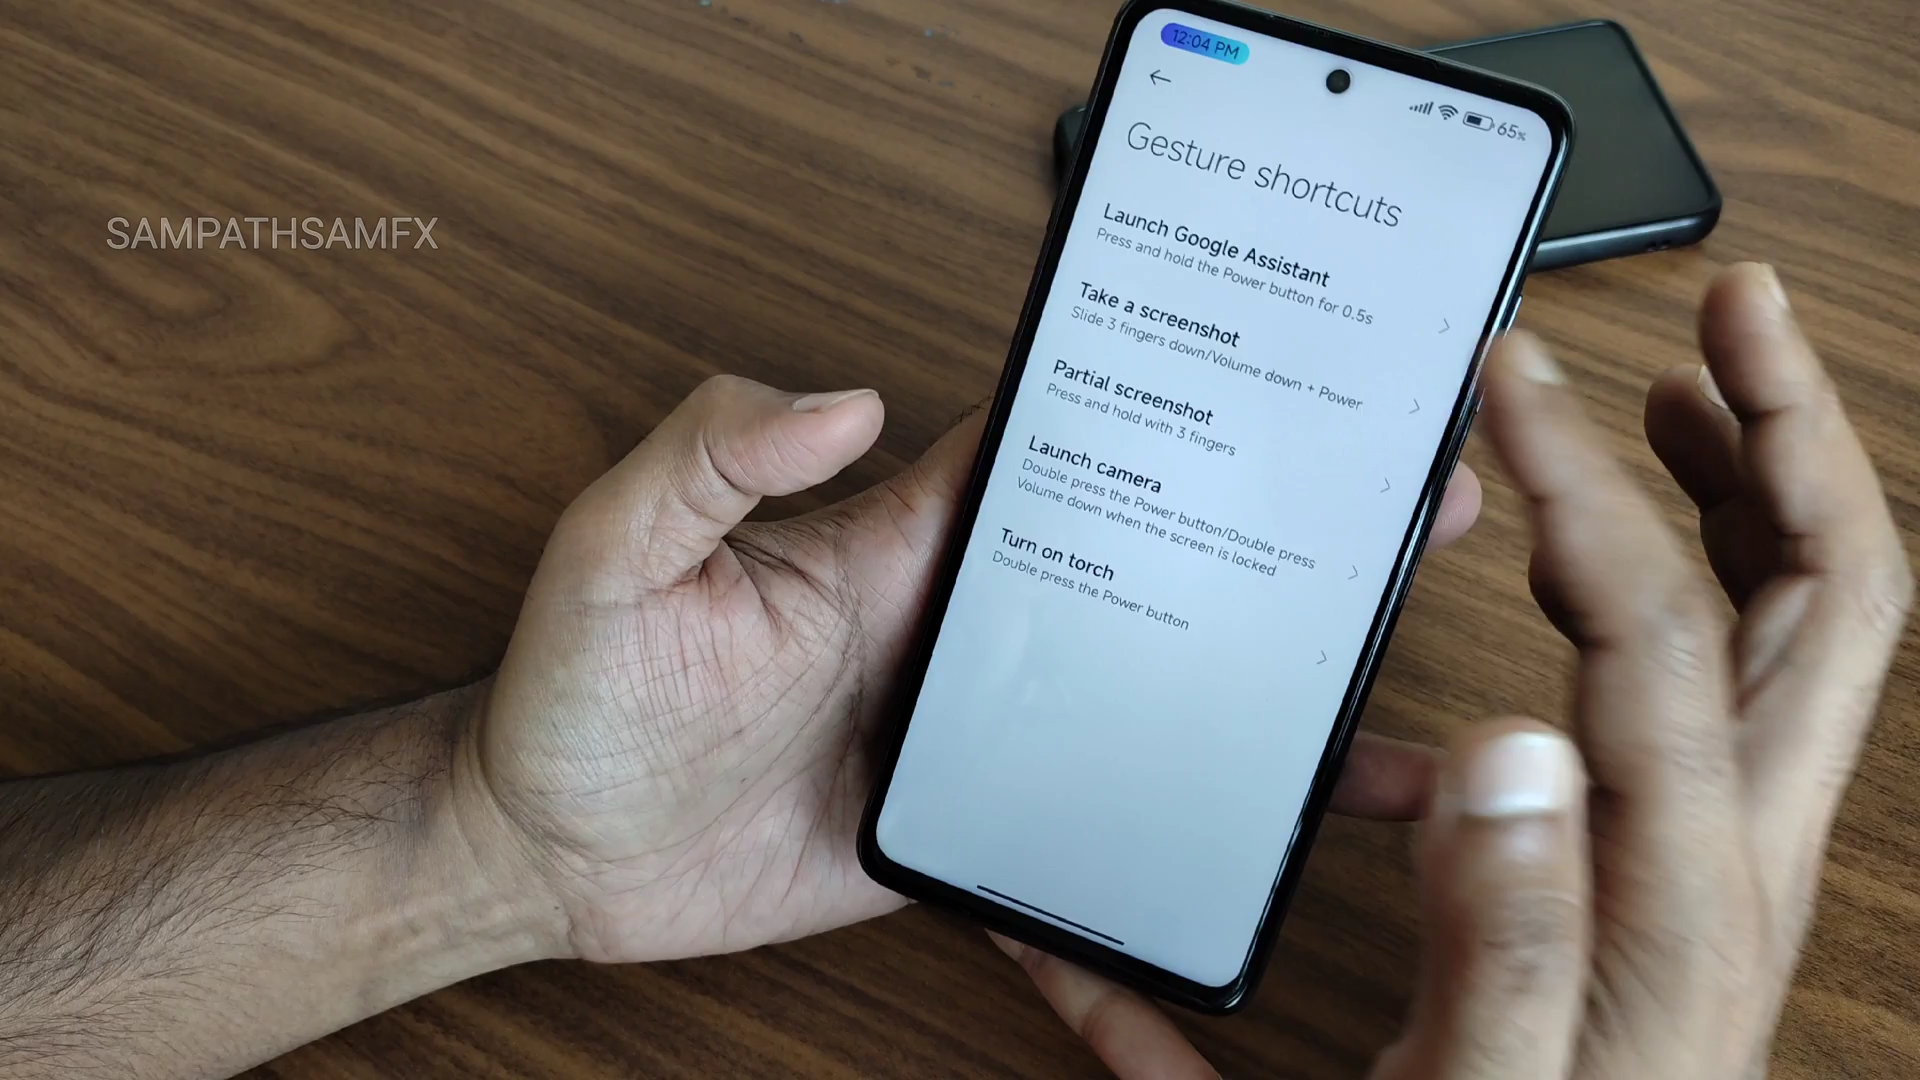 12:04 PM
65%
Gesture shortcuts
SAMPATHSAMFX
Launch Google Assistant
Press and hold the Power button for 0.5s
Take a screenshot
Slide 3 fingers down/Volume down + Power
Partial screenshot
Press and hold with 3 fingers
Launch camera
Double press the Power button/Double press
Volume down when the screen is locked
Turn on torch
Double press the Power button